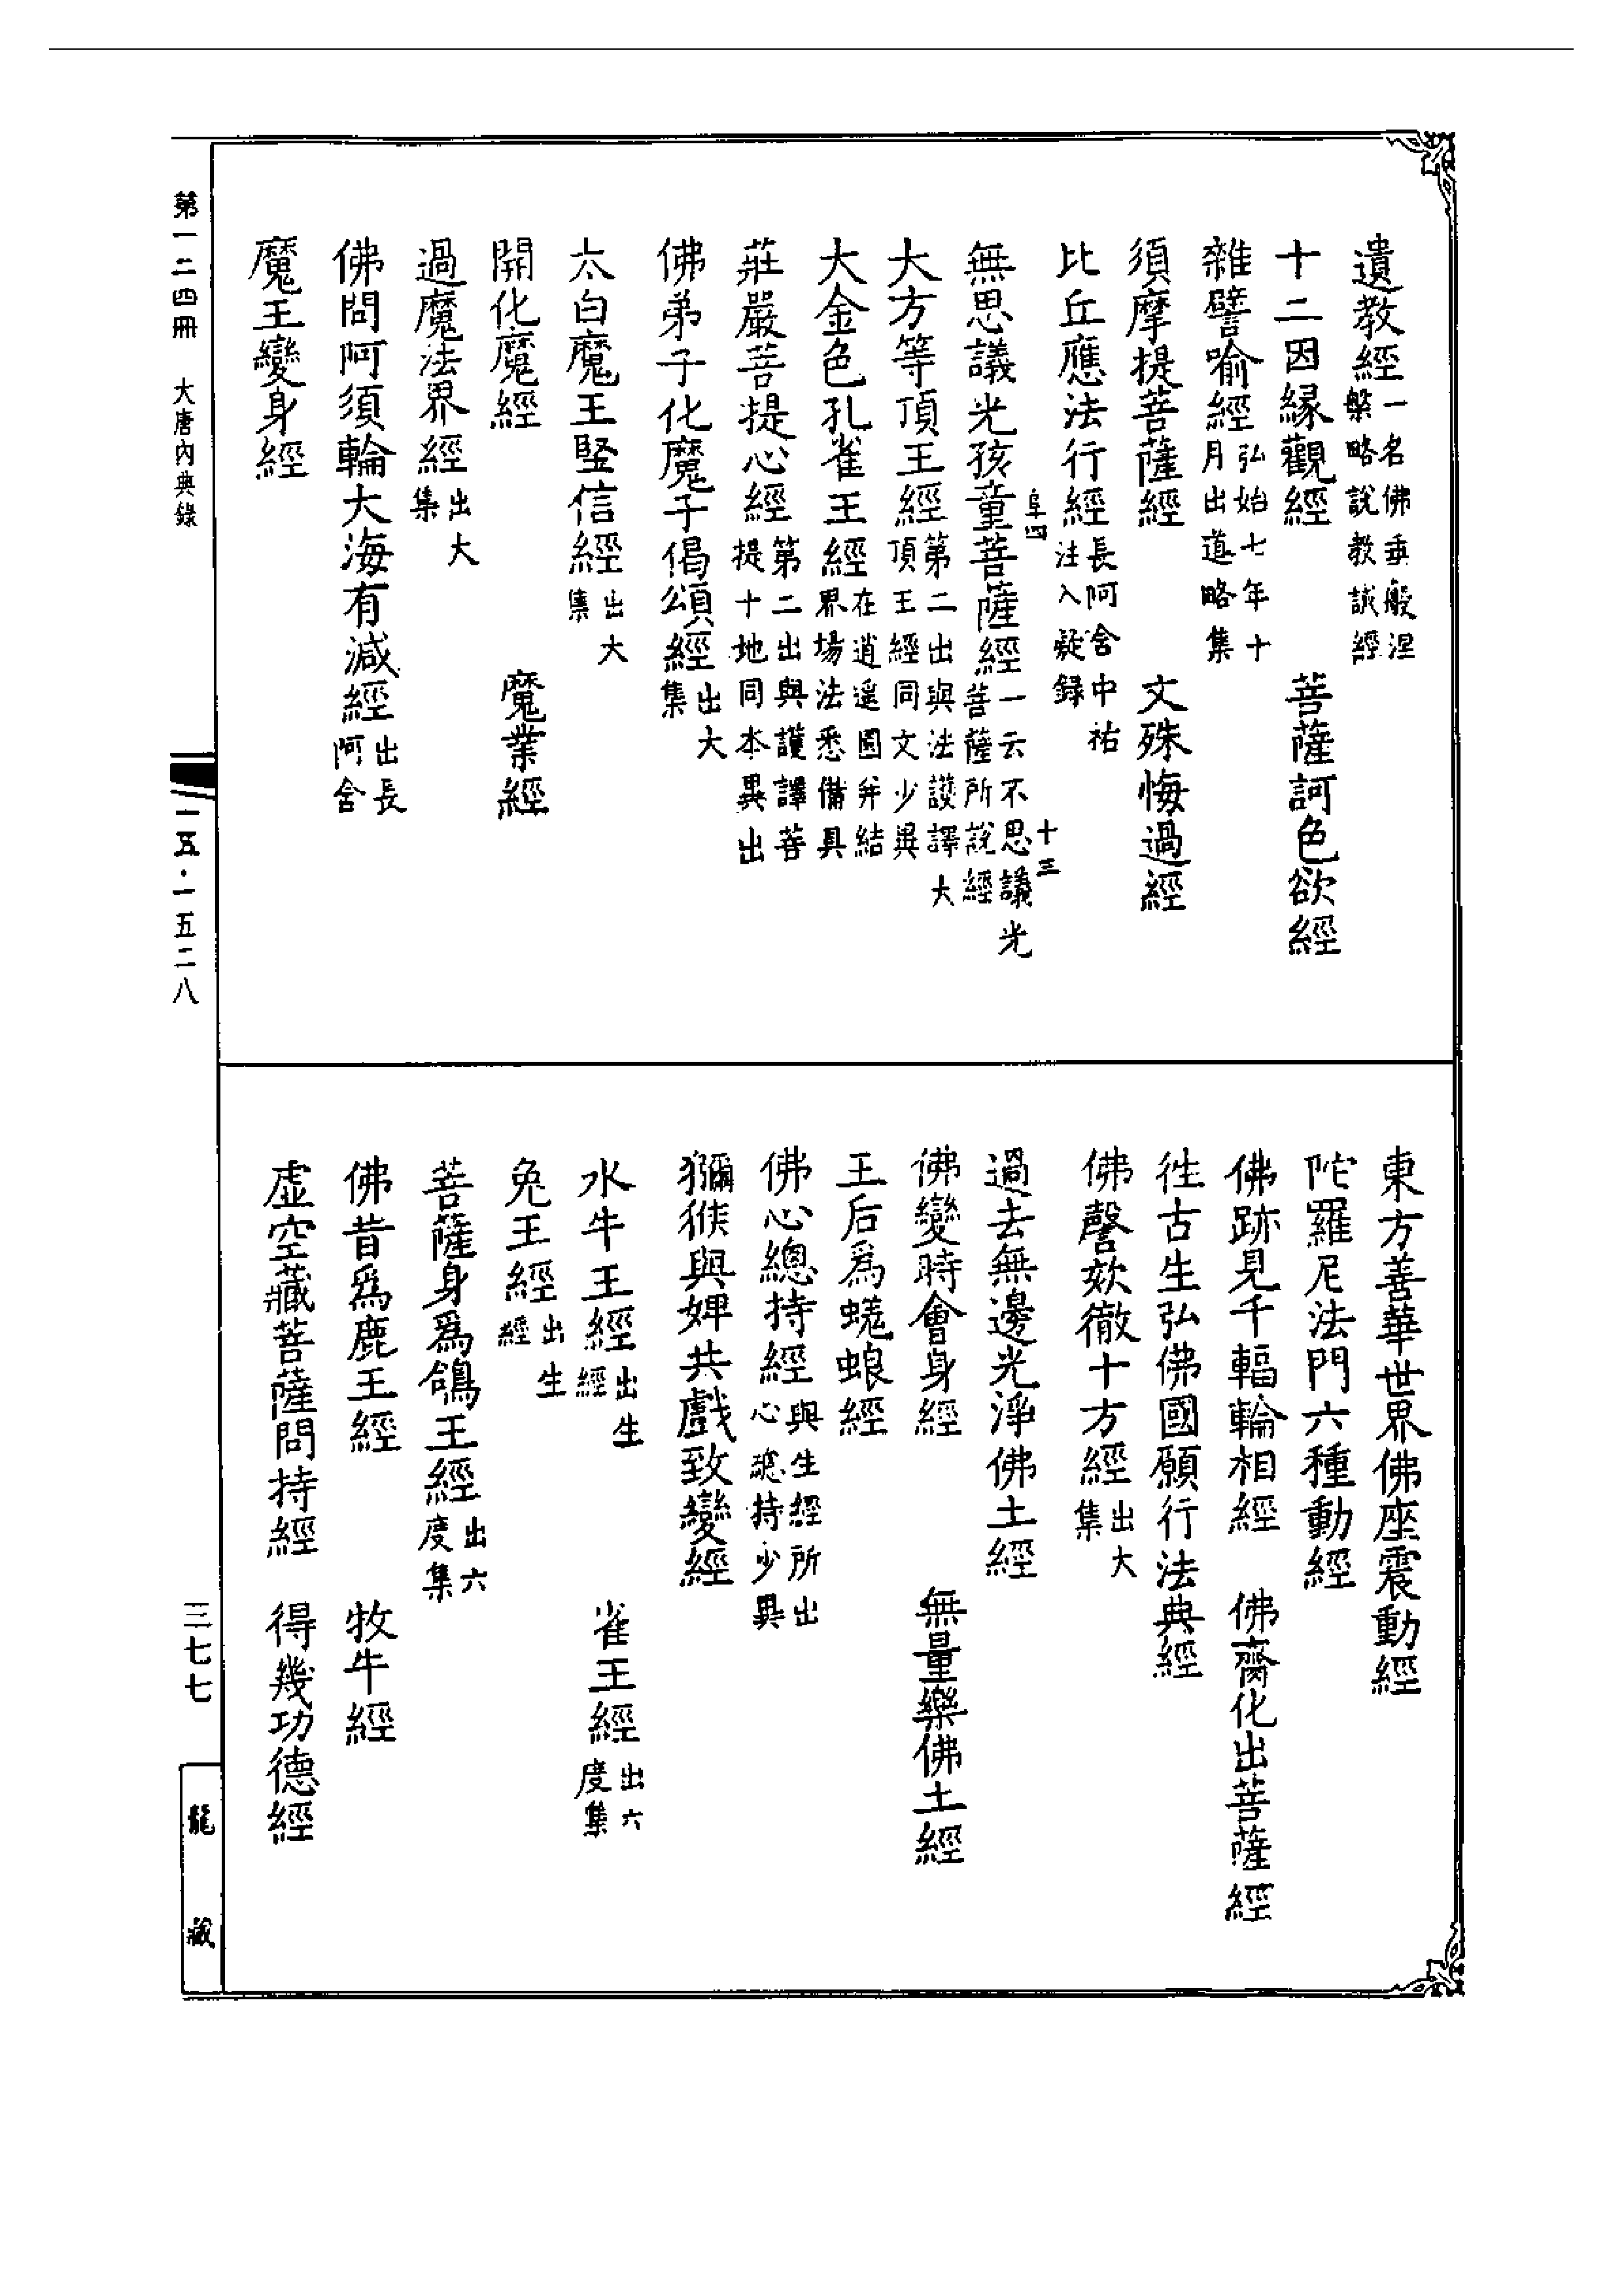 遺教經一名佛垂般涅槃略說教誡經
十二因縁觀經　菩薩訶色欲經
雜譬喻經弘始七年十月出道略集
須摩提菩薩經　文殊悔過經
比丘應法行經長阿含中祐注入疑録
阜四　十三
無思議光孩童菩薩經一云不思議光菩薩所說經
大方等頂王經第二出與法護譯大頂王經同文少異
大金色孔雀王經在逍遥園并結界場法悉備具
莊嚴菩提心經第二出與護譯菩提十地同本異出
佛弟子化魔子偈頌經出大集
太白魔王堅信經出大集
開化魔經　魔業經
過魔法界經出大集
佛問阿須輪大海有減經出長阿含
魔王變身經
東方善華世界佛座震動經
陀羅尼法門六種動經
佛跡見千輻輪相經　佛齋化出菩薩經
往古生弘佛國願行法典經
佛謦欬徹十方經出大集
過去無邊光淨佛土經
佛變時會身經　無量樂佛土經
王后爲蜣蜋經
佛心總持經與生經所出心總持少異
獼猴與婢共戲致變經
水牛王經出生經　雀王經出六度集
兔王經出生經
菩薩身爲鴿王經出六度集
佛昔爲鹿王經　牧牛經
虛空藏菩薩問持經　得幾功德經
第一二四冊　大唐內典錄
一五·一五二八
三七七
龍藏